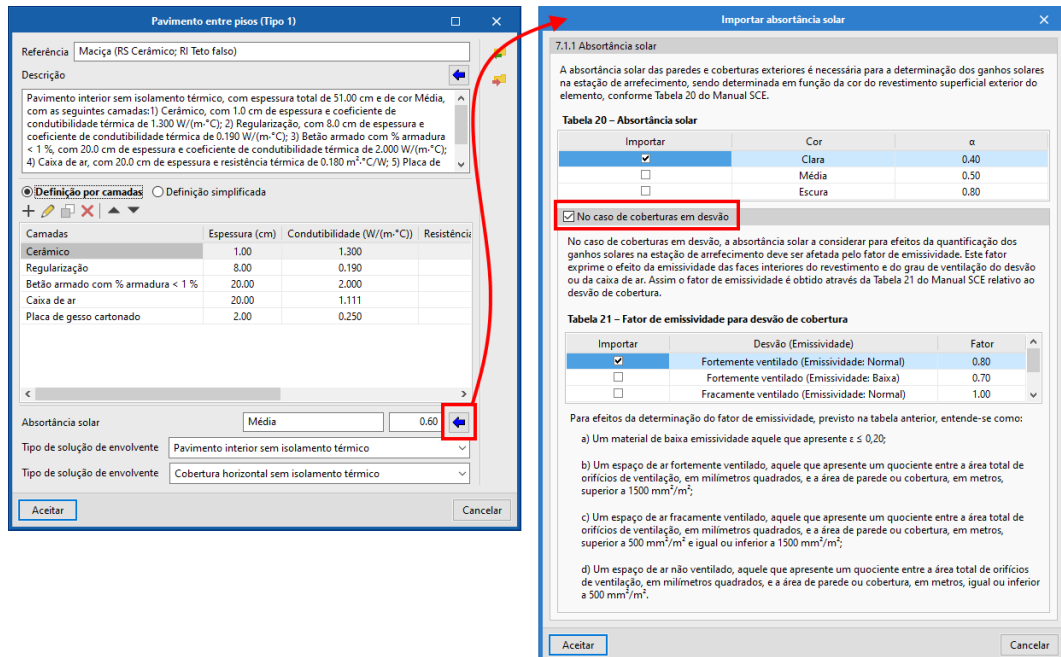 Pavimento entre pisos (Tipo 1)
Referência Maciça (RS Cerâmico; RI Teto falso)
Descrição
Pavimento interior sem isolamento térmico, com espessura total de 51.00 cm e de cor Média,
com as seguintes camadas:1) Cerâmico, com 1.0 cm de espessura e coeficiente de
condutibilidade térmica de 1.300 W/(m·°C); 2) Regularização, com 8.0 cm de espessura e
coeficiente de condutibilidade térmica de 0.190 W/(m·°C); 3) Betão armado com % armadura
< 1 %, com 20.0 cm de espessura e coeficiente de condutibilidade térmica de 2.000 W/(m·°C);
4) Caixa de ar, com 20.0 cm de espessura e resistência térmica de 0.180 m²·°C/W; 5) Placa de
Definição por camadas Definição simplificada
Camadas Espessura (cm) Condutibilidade (W/(m·°C)) Resistência
Cerâmico 1.00 1.300
Regularização 8.00 0.190
Betão armado com % armadura < 1 % 20.00 2.000
Caixa de ar 20.00 1.111
Placa de gesso cartonado 2.00 0.250
Absortância solar Média 0.60
Tipo de solução de envolvente Pavimento interior sem isolamento térmico
Tipo de solução de envolvente Cobertura horizontal sem isolamento térmico
Aceitar Cancelar
Importar absortância solar
7.1.1 Absortância solar
A absortância solar das paredes e coberturas exteriores é necessária para a determinação dos ganhos solares
na estação de arrefecimento, sendo determinada em função da cor do revestimento superficial exterior do
elemento, conforme Tabela 20 do Manual SCE.
Tabela 20 – Absortância solar
Importar Cor α
Clara 0.40
Média 0.50
Escura 0.80
No caso de coberturas em desvão
No caso de coberturas em desvão, a absortância solar a considerar para efeitos da quantificação dos
ganhos solares na estação de arrefecimento deve ser afetada pelo fator de emissividade. Este fator
exprime o efeito da emissividade das faces interiores do revestimento e do grau de ventilação do desvão
ou da caixa de ar. Assim o fator de emissividade é obtido através da Tabela 21 do Manual SCE relativo ao
desvão de cobertura.
Tabela 21 – Fator de emissividade para desvão de cobertura
Importar Desvão (Emissividade) Fator
Fortemente ventilado (Emissividade: Normal) 0.80
Fortemente ventilado (Emissividade: Baixa) 0.70
Fracamente ventilado (Emissividade: Normal) 1.00
Para efeitos da determinação do fator de emissividade, previsto na tabela anterior, entende-se como:
a) Um material de baixa emissividade aquele que apresente ε ≤ 0,20;
b) Um espaço de ar fortemente ventilado, aquele que apresente um quociente entre a área total de
orifícios de ventilação, em milímetros quadrados, e a área de parede ou cobertura, em metros,
superior a 1500 mm²/m²;
c) Um espaço de ar fracamente ventilado, aquele que apresente um quociente entre a área total de
orifícios de ventilação, em milímetros quadrados, e a área de parede ou cobertura, em metros,
superior a 500 mm²/m² e igual ou inferior a 1500 mm²/m²;
d) Um espaço de ar não ventilado, aquele que apresente um quociente entre a área total de orifícios
de ventilação, em milímetros quadrados, e a área de parede ou cobertura, em metros, igual ou inferior
a 500 mm²/m².
Aceitar Cancelar